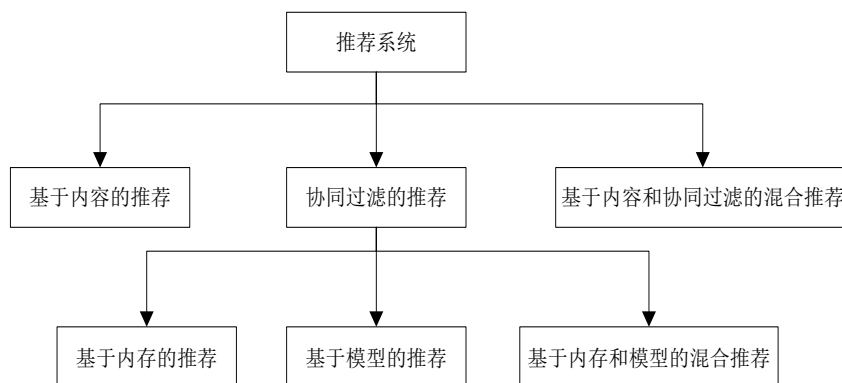 推荐系统
基于内容的推荐
协同过滤的推荐
基于内容和协同过滤的混合推荐
基于内存的推荐
基于模型的推荐
基于内存和模型的混合推荐